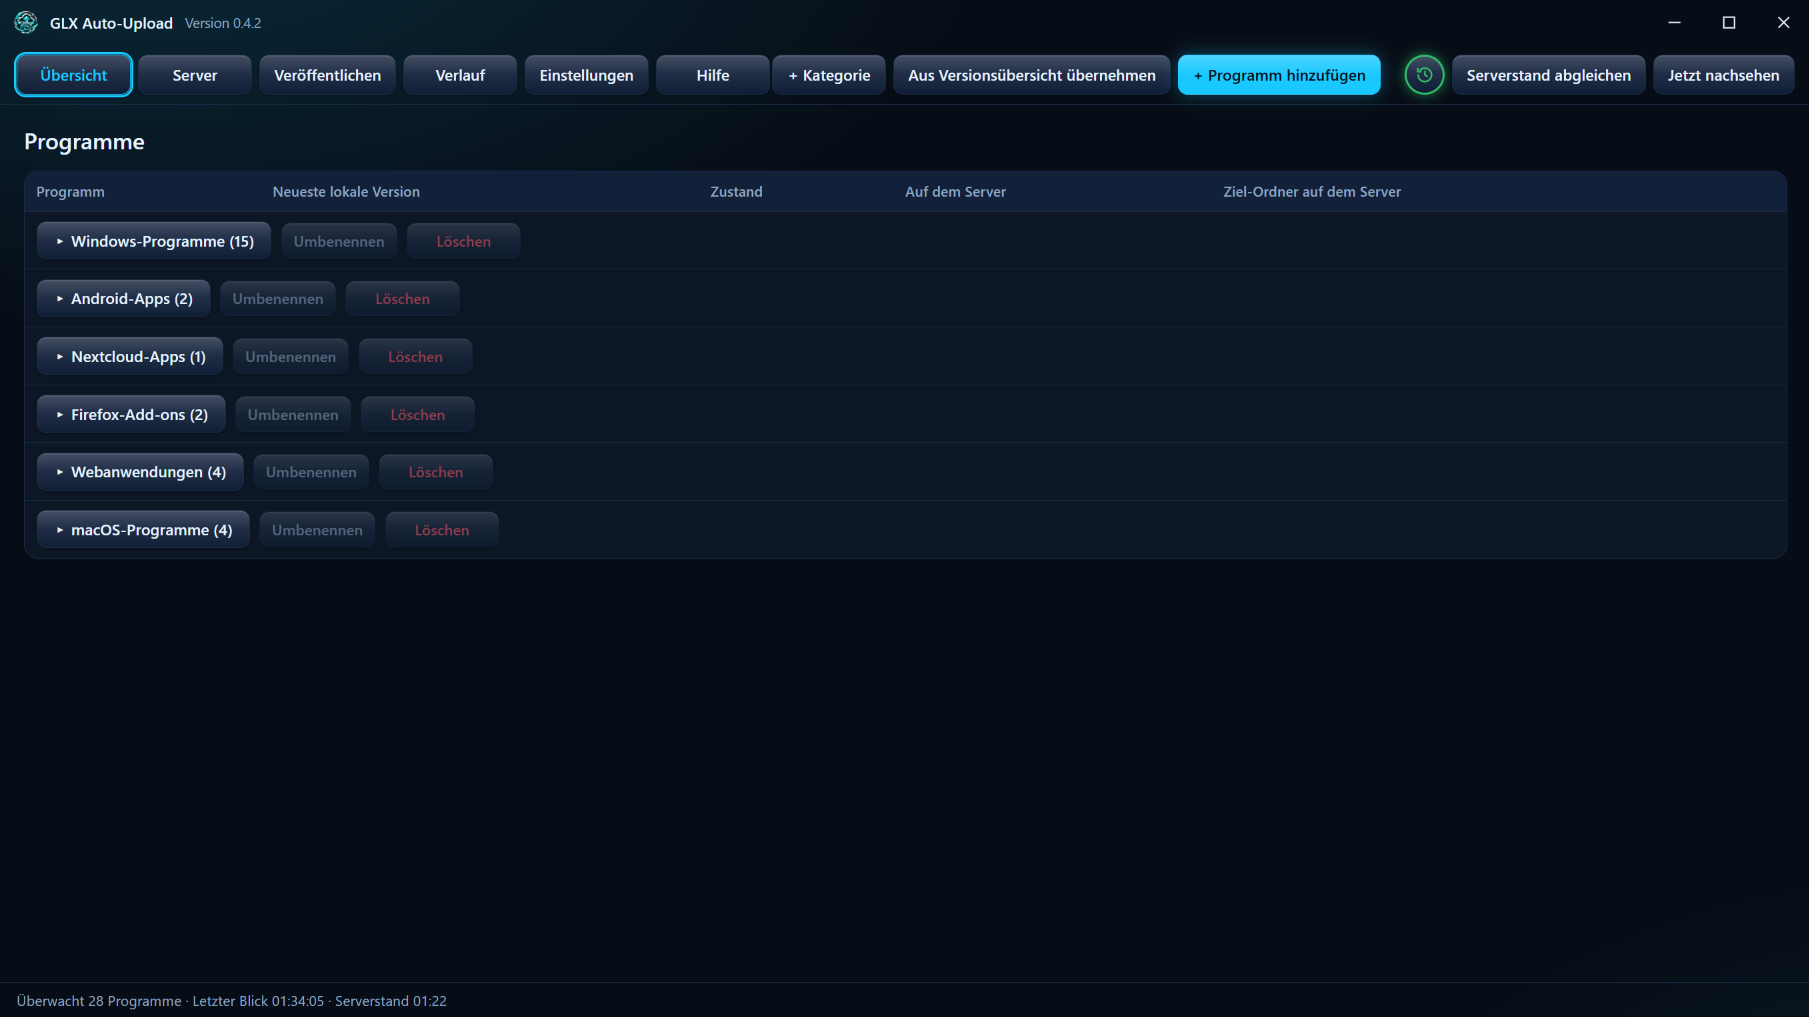 GLX Auto-Upload Version 0.4.2
Übersicht Server Veröffentlichen Verlauf Einstellungen Hilfe + Kategorie Aus Versionsübersicht übernehmen + Programm hinzufügen Serverstand abgleichen Jetzt nachsehen
Programme
Programm Neueste lokale Version Zustand Auf dem Server Ziel-Ordner auf dem Server
Windows-Programme (15) Umbenennen Löschen
Android-Apps (2) Umbenennen Löschen
Nextcloud-Apps (1) Umbenennen Löschen
Firefox-Add-ons (2) Umbenennen Löschen
Webanwendungen (4) Umbenennen Löschen
macOS-Programme (4) Umbenennen Löschen
Überwacht 28 Programme · Letzter Blick 01:34:05 · Serverstand 01:22